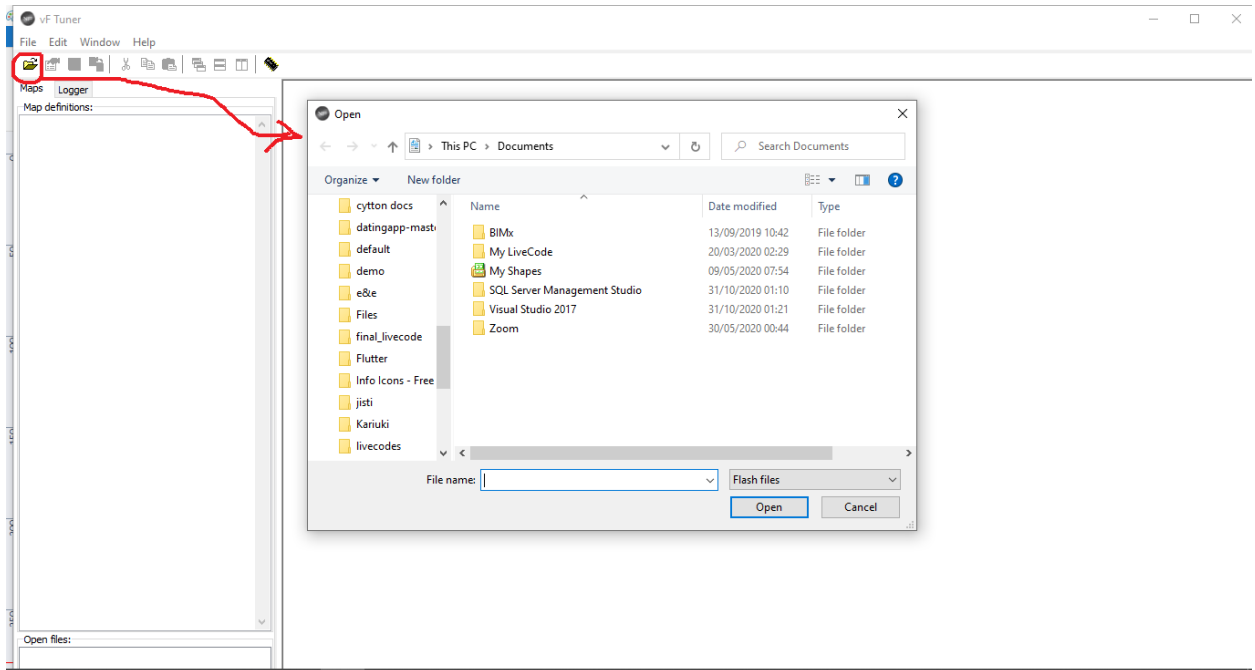 vF Tuner
File Edit Window Help
Maps Logger
Map definitions:
Open
This PC > Documents
Search Documents
Organize
New folder
cytton docs
datingapp-mast
default
demo
e&e
Files
final_livecode
Flutter
Info Icons - Free
jisti
Kariuki
livecodes
Name Date modified Type
BIMx 13/09/2019 10:42 File folder
My LiveCode 20/03/2020 02:29 File folder
My Shapes 09/05/2020 07:54 File folder
SQL Server Management Studio 31/10/2020 01:10 File folder
Visual Studio 2017 31/10/2020 01:21 File folder
Zoom 30/05/2020 00:44 File folder
File name:
Flash files
Open Cancel
Open files: